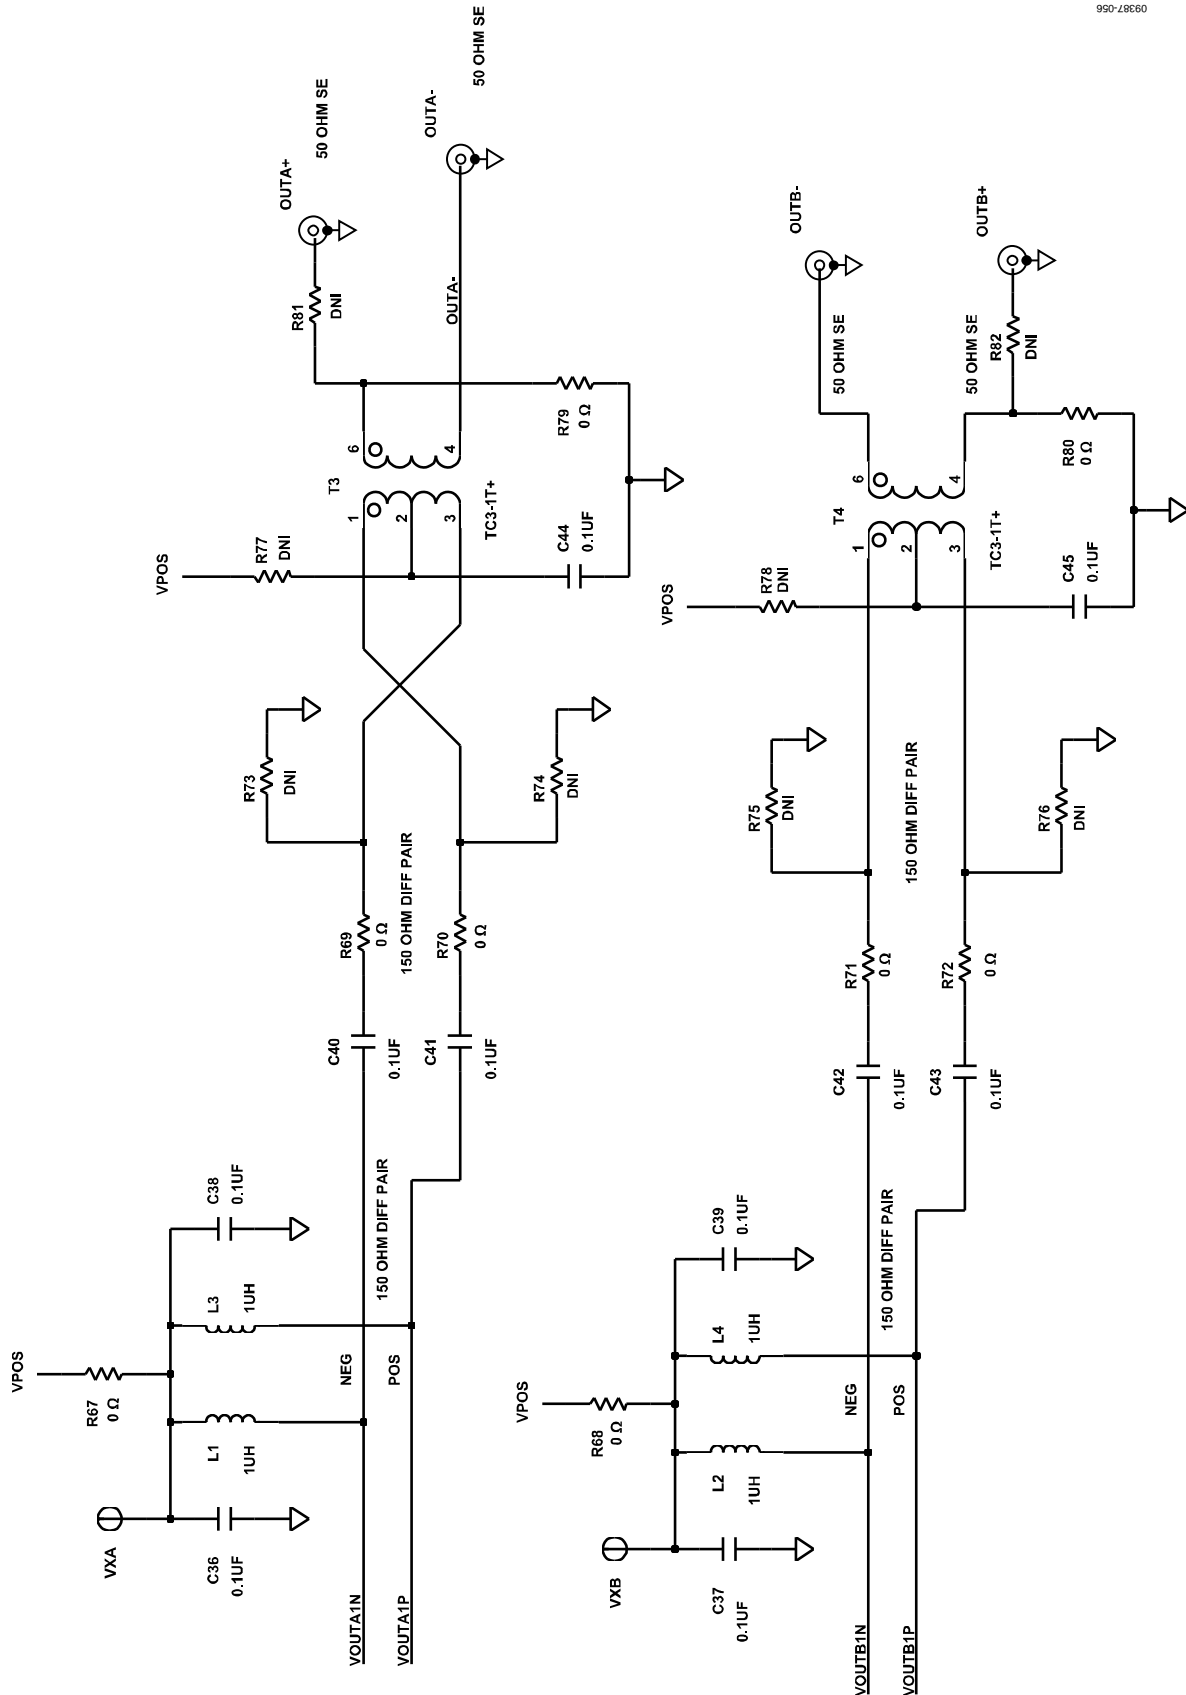 09387-056
50 OHM SE
OUTA-
50 OHM SE
OUTA+
R81
DNI
OUTA-
R79
0 Ω
6
4
T3
1
2
3
TC3-1T+
C44
0.1UF
VPOS
R77
DNI
R73
DNI
R74
DNI
150 OHM DIFF PAIR
R69
0 Ω
R70
0 Ω
C40
0.1UF
C41
0.1UF
150 OHM DIFF PAIR
C38
0.1UF
L3
1UH
VPOS
R67
0 Ω
NEG
POS
L1
1UH
VXA
C36
0.1UF
VOUTA1N
VOUTA1P
OUTB-
OUTB+
50 OHM SE
50 OHM SE
R82
DNI
R80
0 Ω
6
4
T4
1
2
3
TC3-1T+
C45
0.1UF
VPOS
R78
DNI
R75
DNI
R76
DNI
150 OHM DIFF PAIR
R71
0 Ω
R72
0 Ω
C42
0.1UF
C43
0.1UF
150 OHM DIFF PAIR
C39
0.1UF
L4
1UH
VPOS
R68
0 Ω
NEG
POS
L2
1UH
VXB
C37
0.1UF
VOUTB1N
VOUTB1P